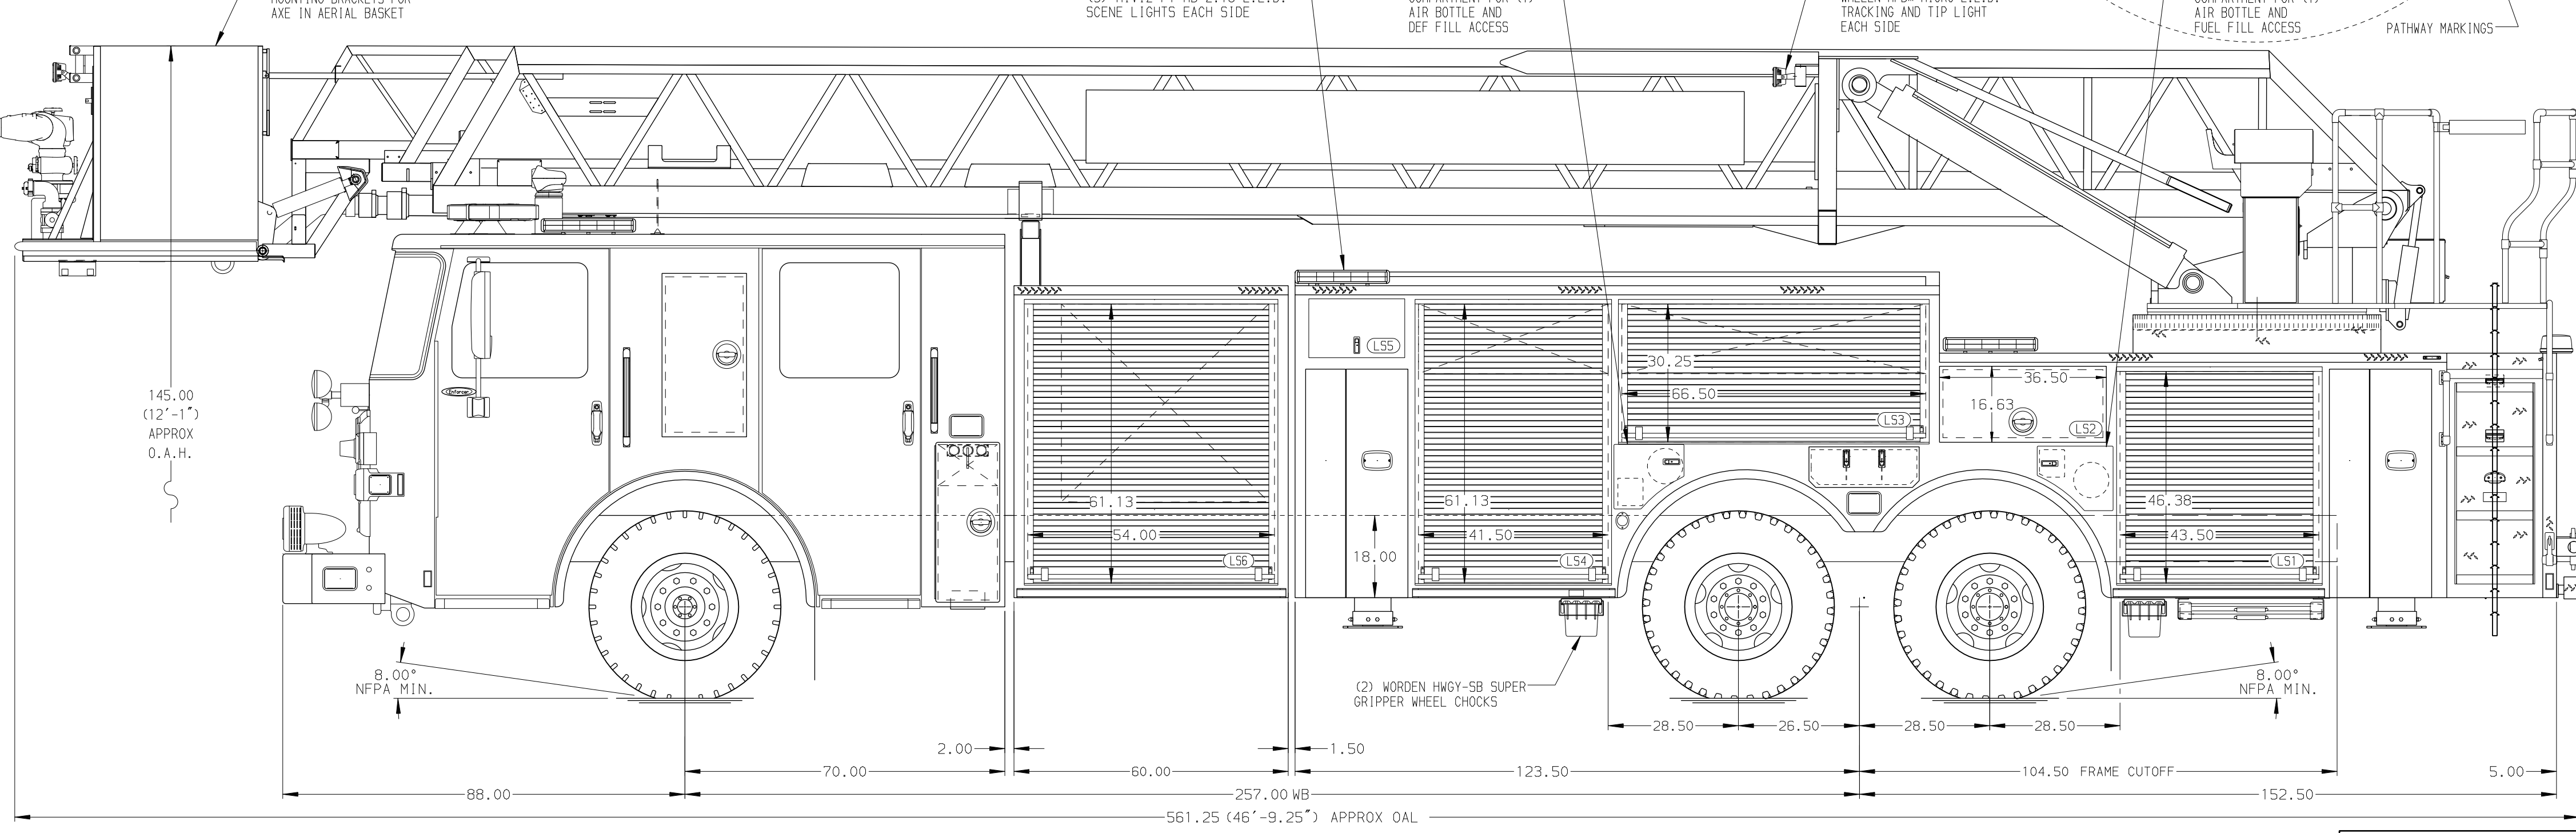 AXE IN AERIAL BASKET
SCENE LIGHTS EACH SIDE
AIR BOTTLE AND
DEF FILL ACCESS
TRACKING AND TIP LIGHT
EACH SIDE
AIR BOTTLE AND
FUEL FILL ACCESS
PATHWAY MARKINGS
145.00
(12'-1")
APPROX
O.A.H.
Enforcer
LS5
30.25
66.50
LS3
36.50
16.63
LS2
61.13
54.00
LS6
61.13
41.50
LS4
18.00
46.38
43.50
LS1
8.00°
NFPA MIN.
(2) WORDEN HWGY-SB SUPER
GRIPPER WHEEL CHOCKS
8.00°
NFPA MIN.
28.50
26.50
28.50
28.50
2.00
1.50
70.00
60.00
123.50
104.50 FRAME CUTOFF
5.00
88.00
257.00 WB
152.50
561.25 (46'-9.25") APPROX OAL